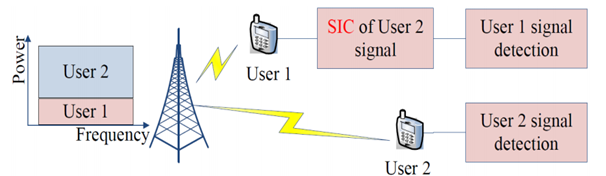 Power
User 2
User 1
Frequency
User 1
SIC of User 2
signal
User 1 signal
detection
User 2
User 2 signal
detection